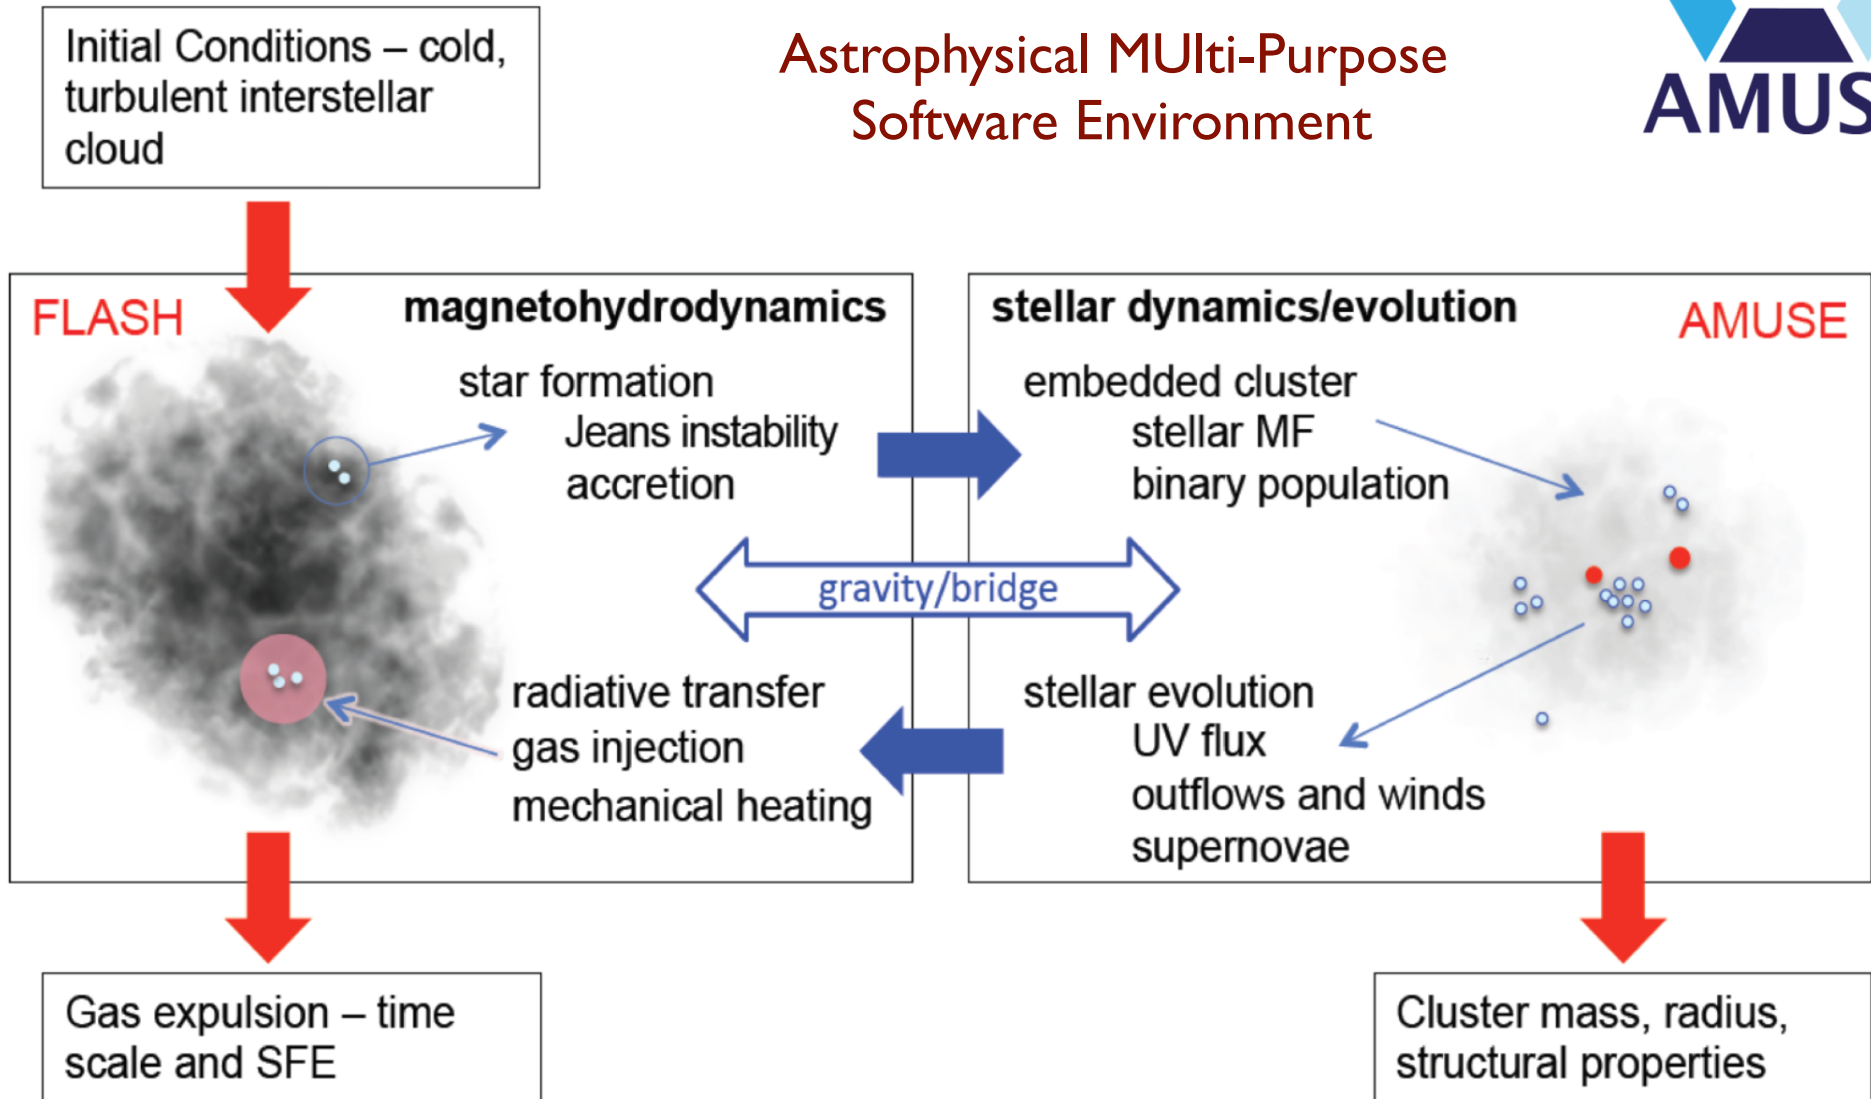 Initial Conditions – cold,
turbulent interstellar
cloud
Astrophysical MUlti-Purpose
Software Environment
AMUS
FLASH
magnetohydrodynamics
star formation
Jeans instability
accretion
radiative transfer
gas injection
mechanical heating
gravity/bridge
stellar dynamics/evolution
AMUSE
embedded cluster
stellar MF
binary population
stellar evolution
UV flux
outflows and winds
supernovae
Gas expulsion – time
scale and SFE
Cluster mass, radius,
structural properties